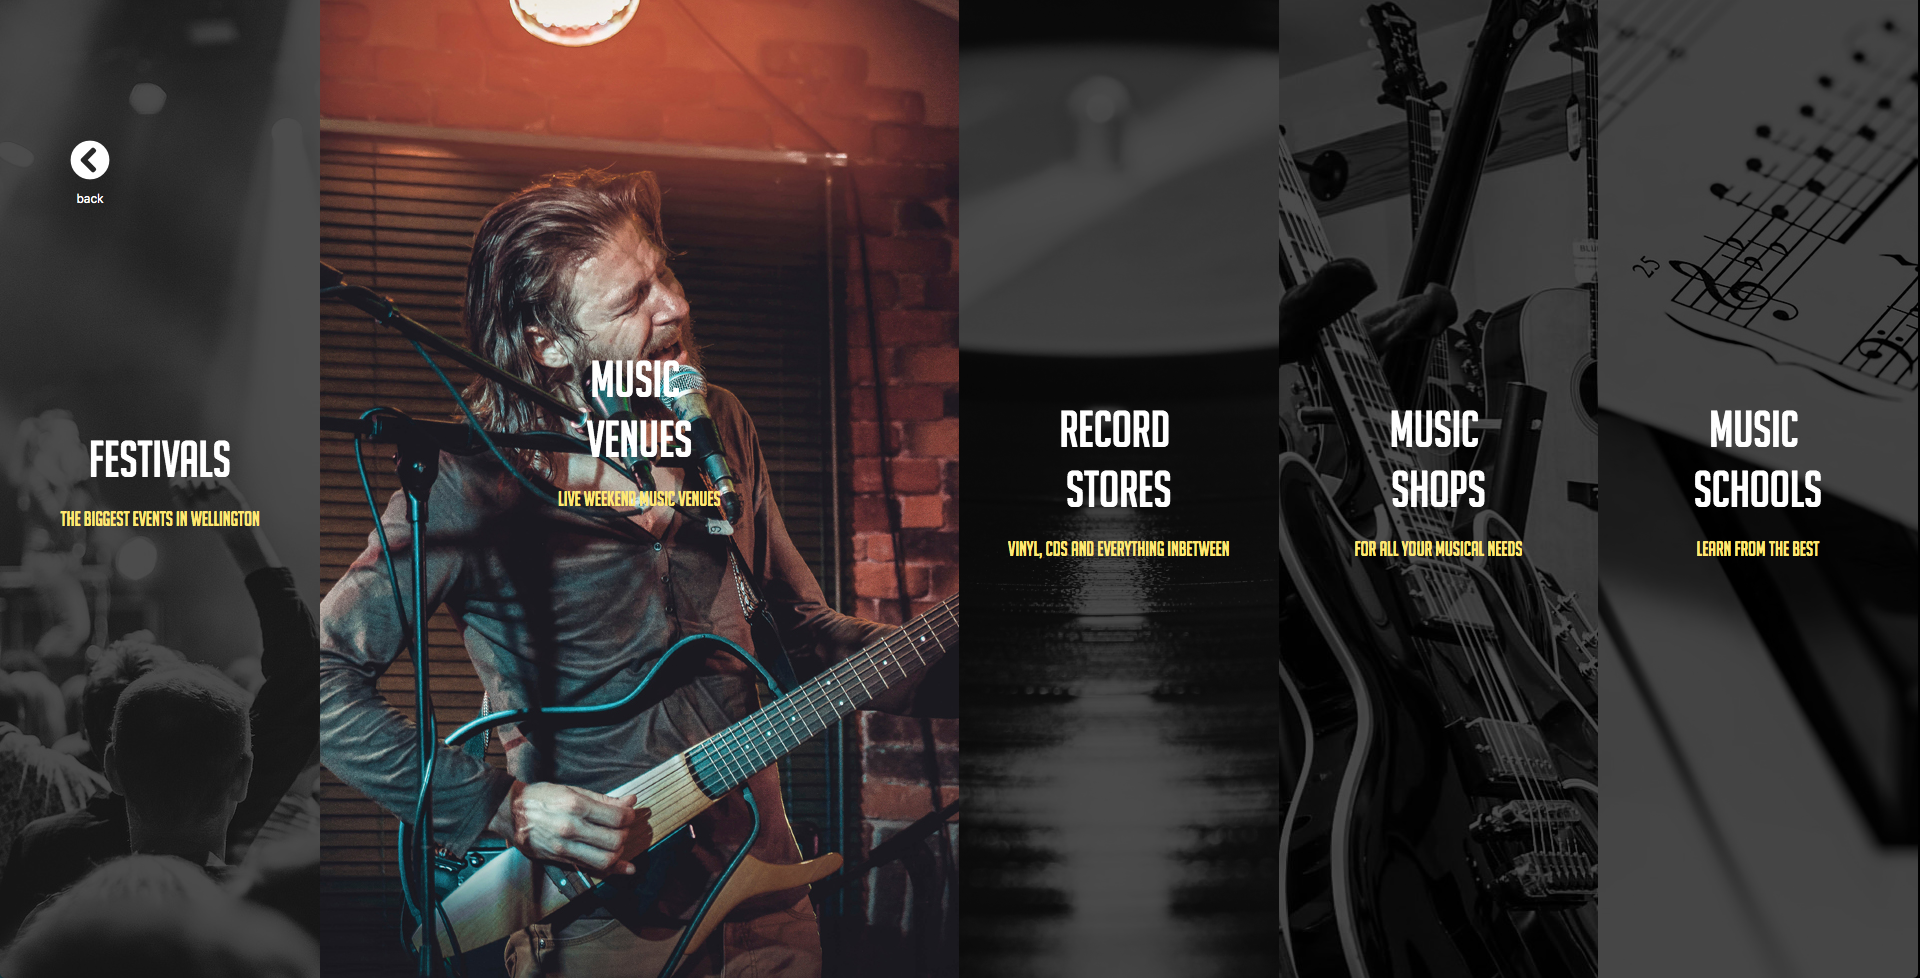 back
FESTIVALS
THE BIGGEST EVENTS IN WELLINGTON
MUSIC
VENUES
LIVE WEEKEND MUSIC VENUES
RECORD
STORES
VINYL, CDS AND EVERYTHING INBETWEEN
MUSIC
SHOPS
FOR ALL YOUR MUSICAL NEEDS
25
MUSIC
SCHOOLS
LEARN FROM THE BEST